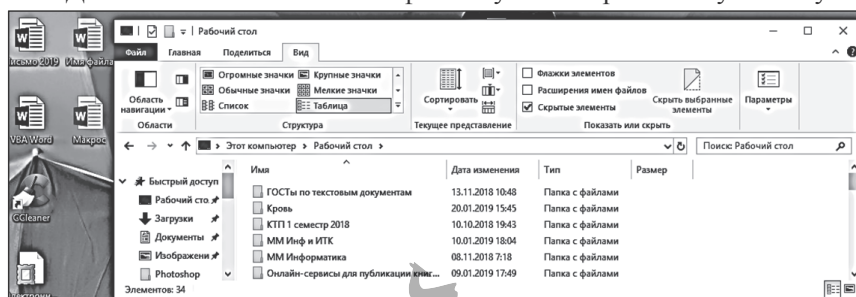 Рабочий стол
Файл Главная Поделиться Вид
Огромные значки Крупные значки
Обычные значки Мелкие значки
Список Таблица
Область навигации
Сортировать
Флажки элементов
Расширения имен файлов
Скрытые элементы
Скрыть выбранные элементы
Параметры
Области Структура Текущее представление Показать или скрыть
Этот компьютер > Рабочий стол >
Поиск: Рабочий стол
Имя Дата изменения Тип Размер
ГОСТы по текстовым документам 13.11.2018 10:48 Папка с файлами
Кровь 20.01.2019 15:45 Папка с файлами
КТП 1 семестр 2018 10.10.2018 19:43 Папка с файлами
ММ Инф и ИТК 10.01.2019 18:04 Папка с файлами
ММ Информатика 08.11.2018 7:18 Папка с файлами
Онлайн-сервисы для публикации книг... 09.01.2019 17:49 Папка с файлами
Быстрый доступ
Рабочий сто
Загрузки
Документы
Изображени
Photoshop
Элементов: 34
2019 Имя файла
VBA Word Макрос
GCleaner